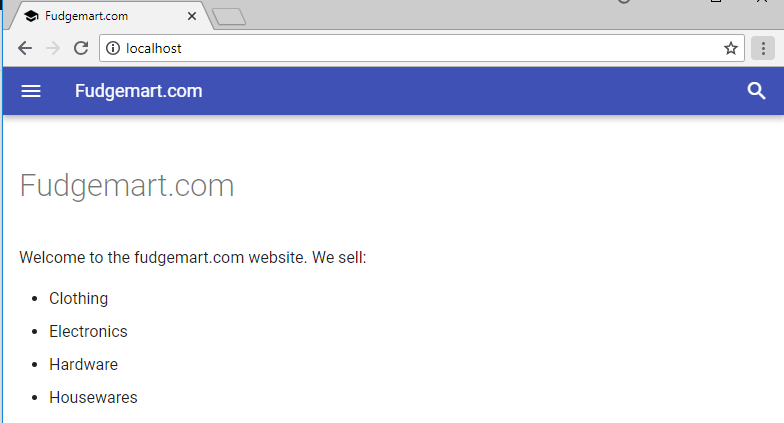 Fudgemart.com
localhost
Fudgemart.com
Fudgemart.com
Welcome to the fudgemart.com website. We sell:
Clothing
Electronics
Hardware
Housewares